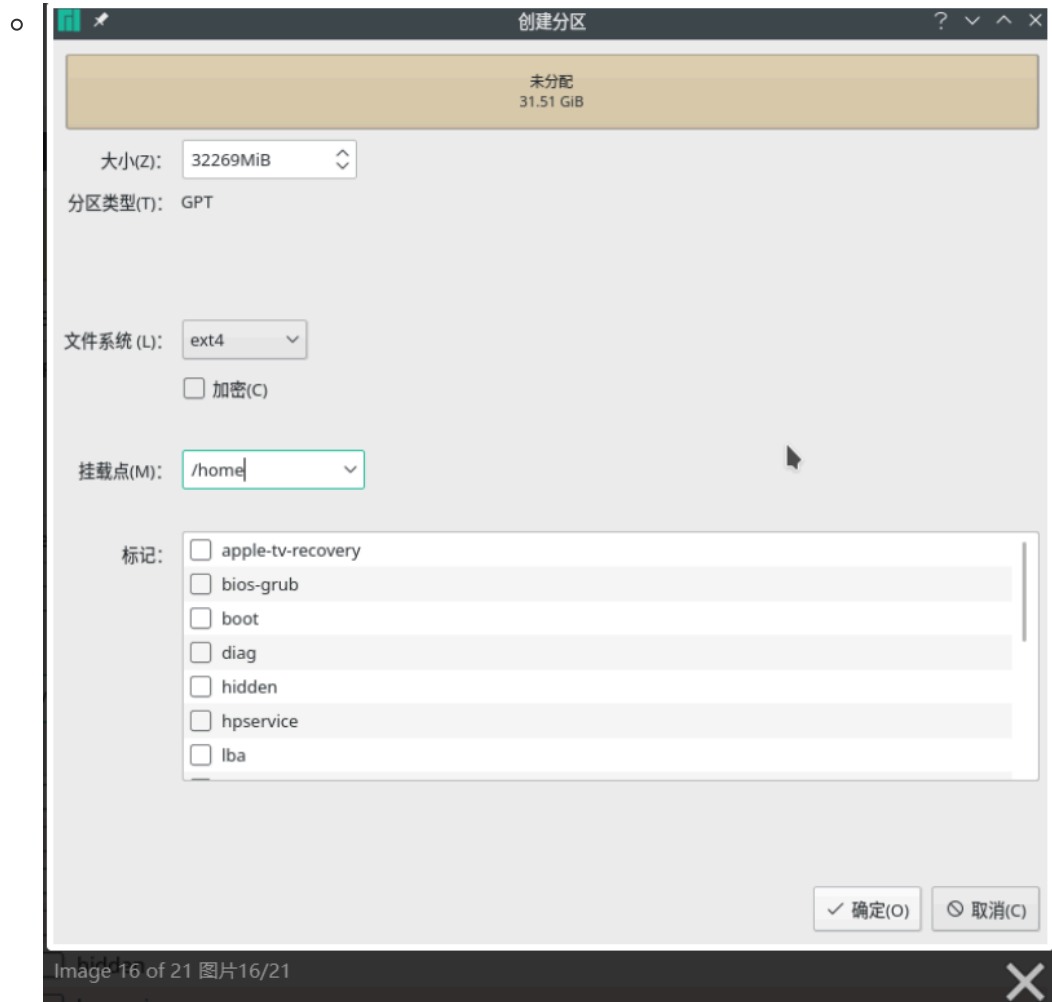 创建分区
未分配
31.51 GiB
大小(Z): 32269MiB
分区类型(T): GPT
文件系统 (L): ext4
加密(C)
挂载点(M): /home
标记: apple-tv-recovery
bios-grub
boot
diag
hidden
hpservice
lba
确定(O) 取消(C)
hidden
Image 16 of 21 图片16/21